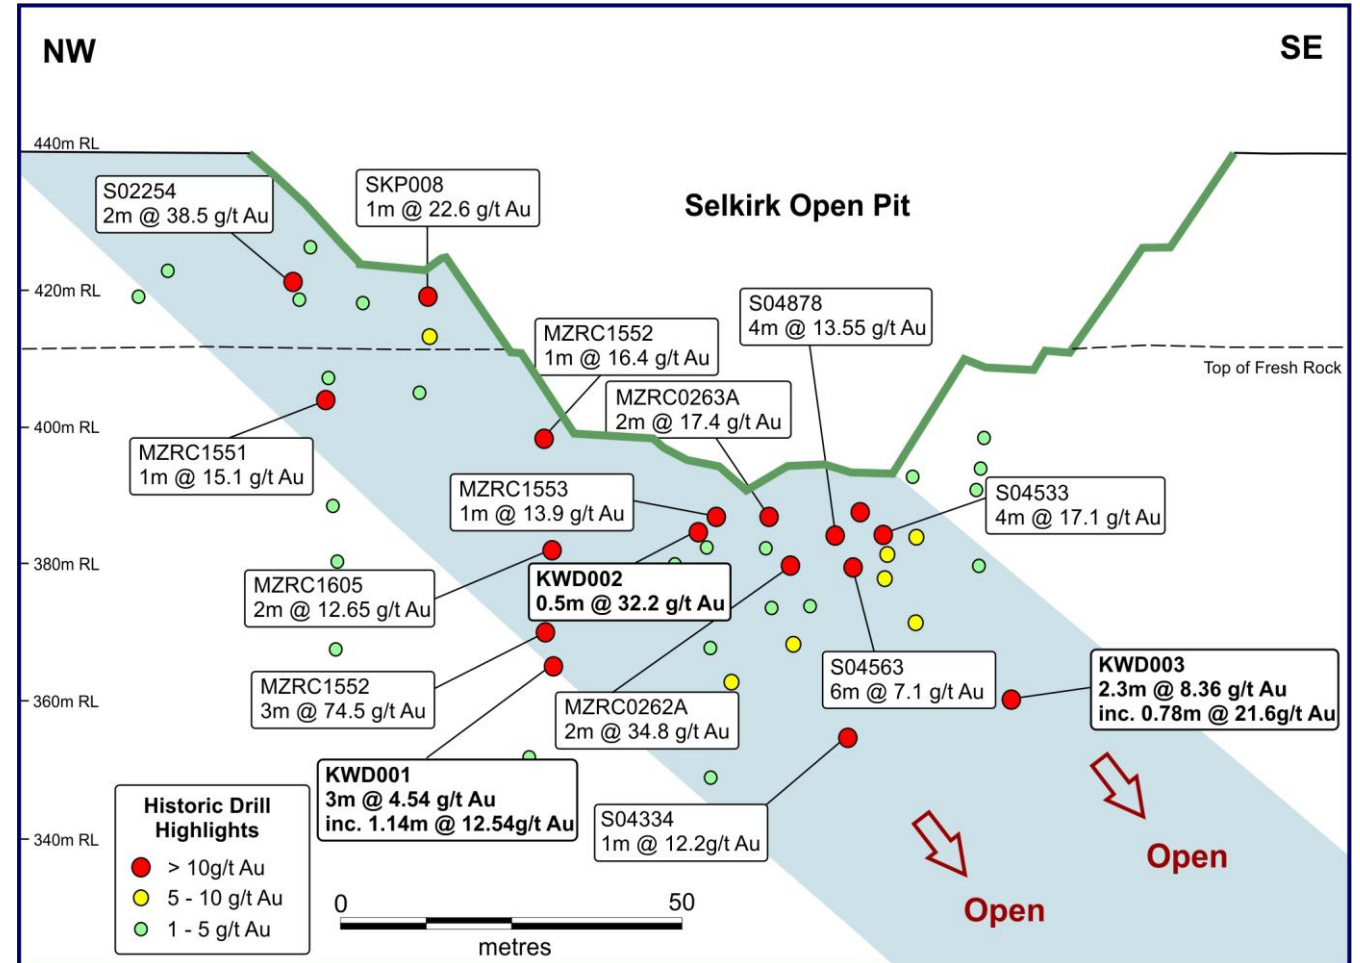 NW
SE
440m RL
S02254
2m @ 38.5 g/t Au
SKP008
1m @ 22.6 g/t Au
Selkirk Open Pit
420m RL
S04878
4m @ 13.55 g/t Au
MZRC1552
1m @ 16.4 g/t Au
Top of Fresh Rock
MZRC0263A
2m @ 17.4 g/t Au
400m RL
MZRC1551
1m @ 15.1 g/t Au
MZRC1553
1m @ 13.9 g/t Au
S04533
4m @ 17.1 g/t Au
380m RL
MZRC1605
2m @ 12.65 g/t Au
KWD002
0.5m @ 32.2 g/t Au
S04563
6m @ 7.1 g/t Au
KWD003
2.3m @ 8.36 g/t Au
inc. 0.78m @ 21.6g/t Au
MZRC1552
3m @ 74.5 g/t Au
360m RL
MZRC0262A
2m @ 34.8 g/t Au
KWD001
3m @ 4.54 g/t Au
inc. 1.14m @ 12.54g/t Au
S04334
1m @ 12.2g/t Au
340m RL
Historic Drill
Highlights
> 10g/t Au
5 - 10 g/t Au
1 - 5 g/t Au
0
50
metres
Open
Open